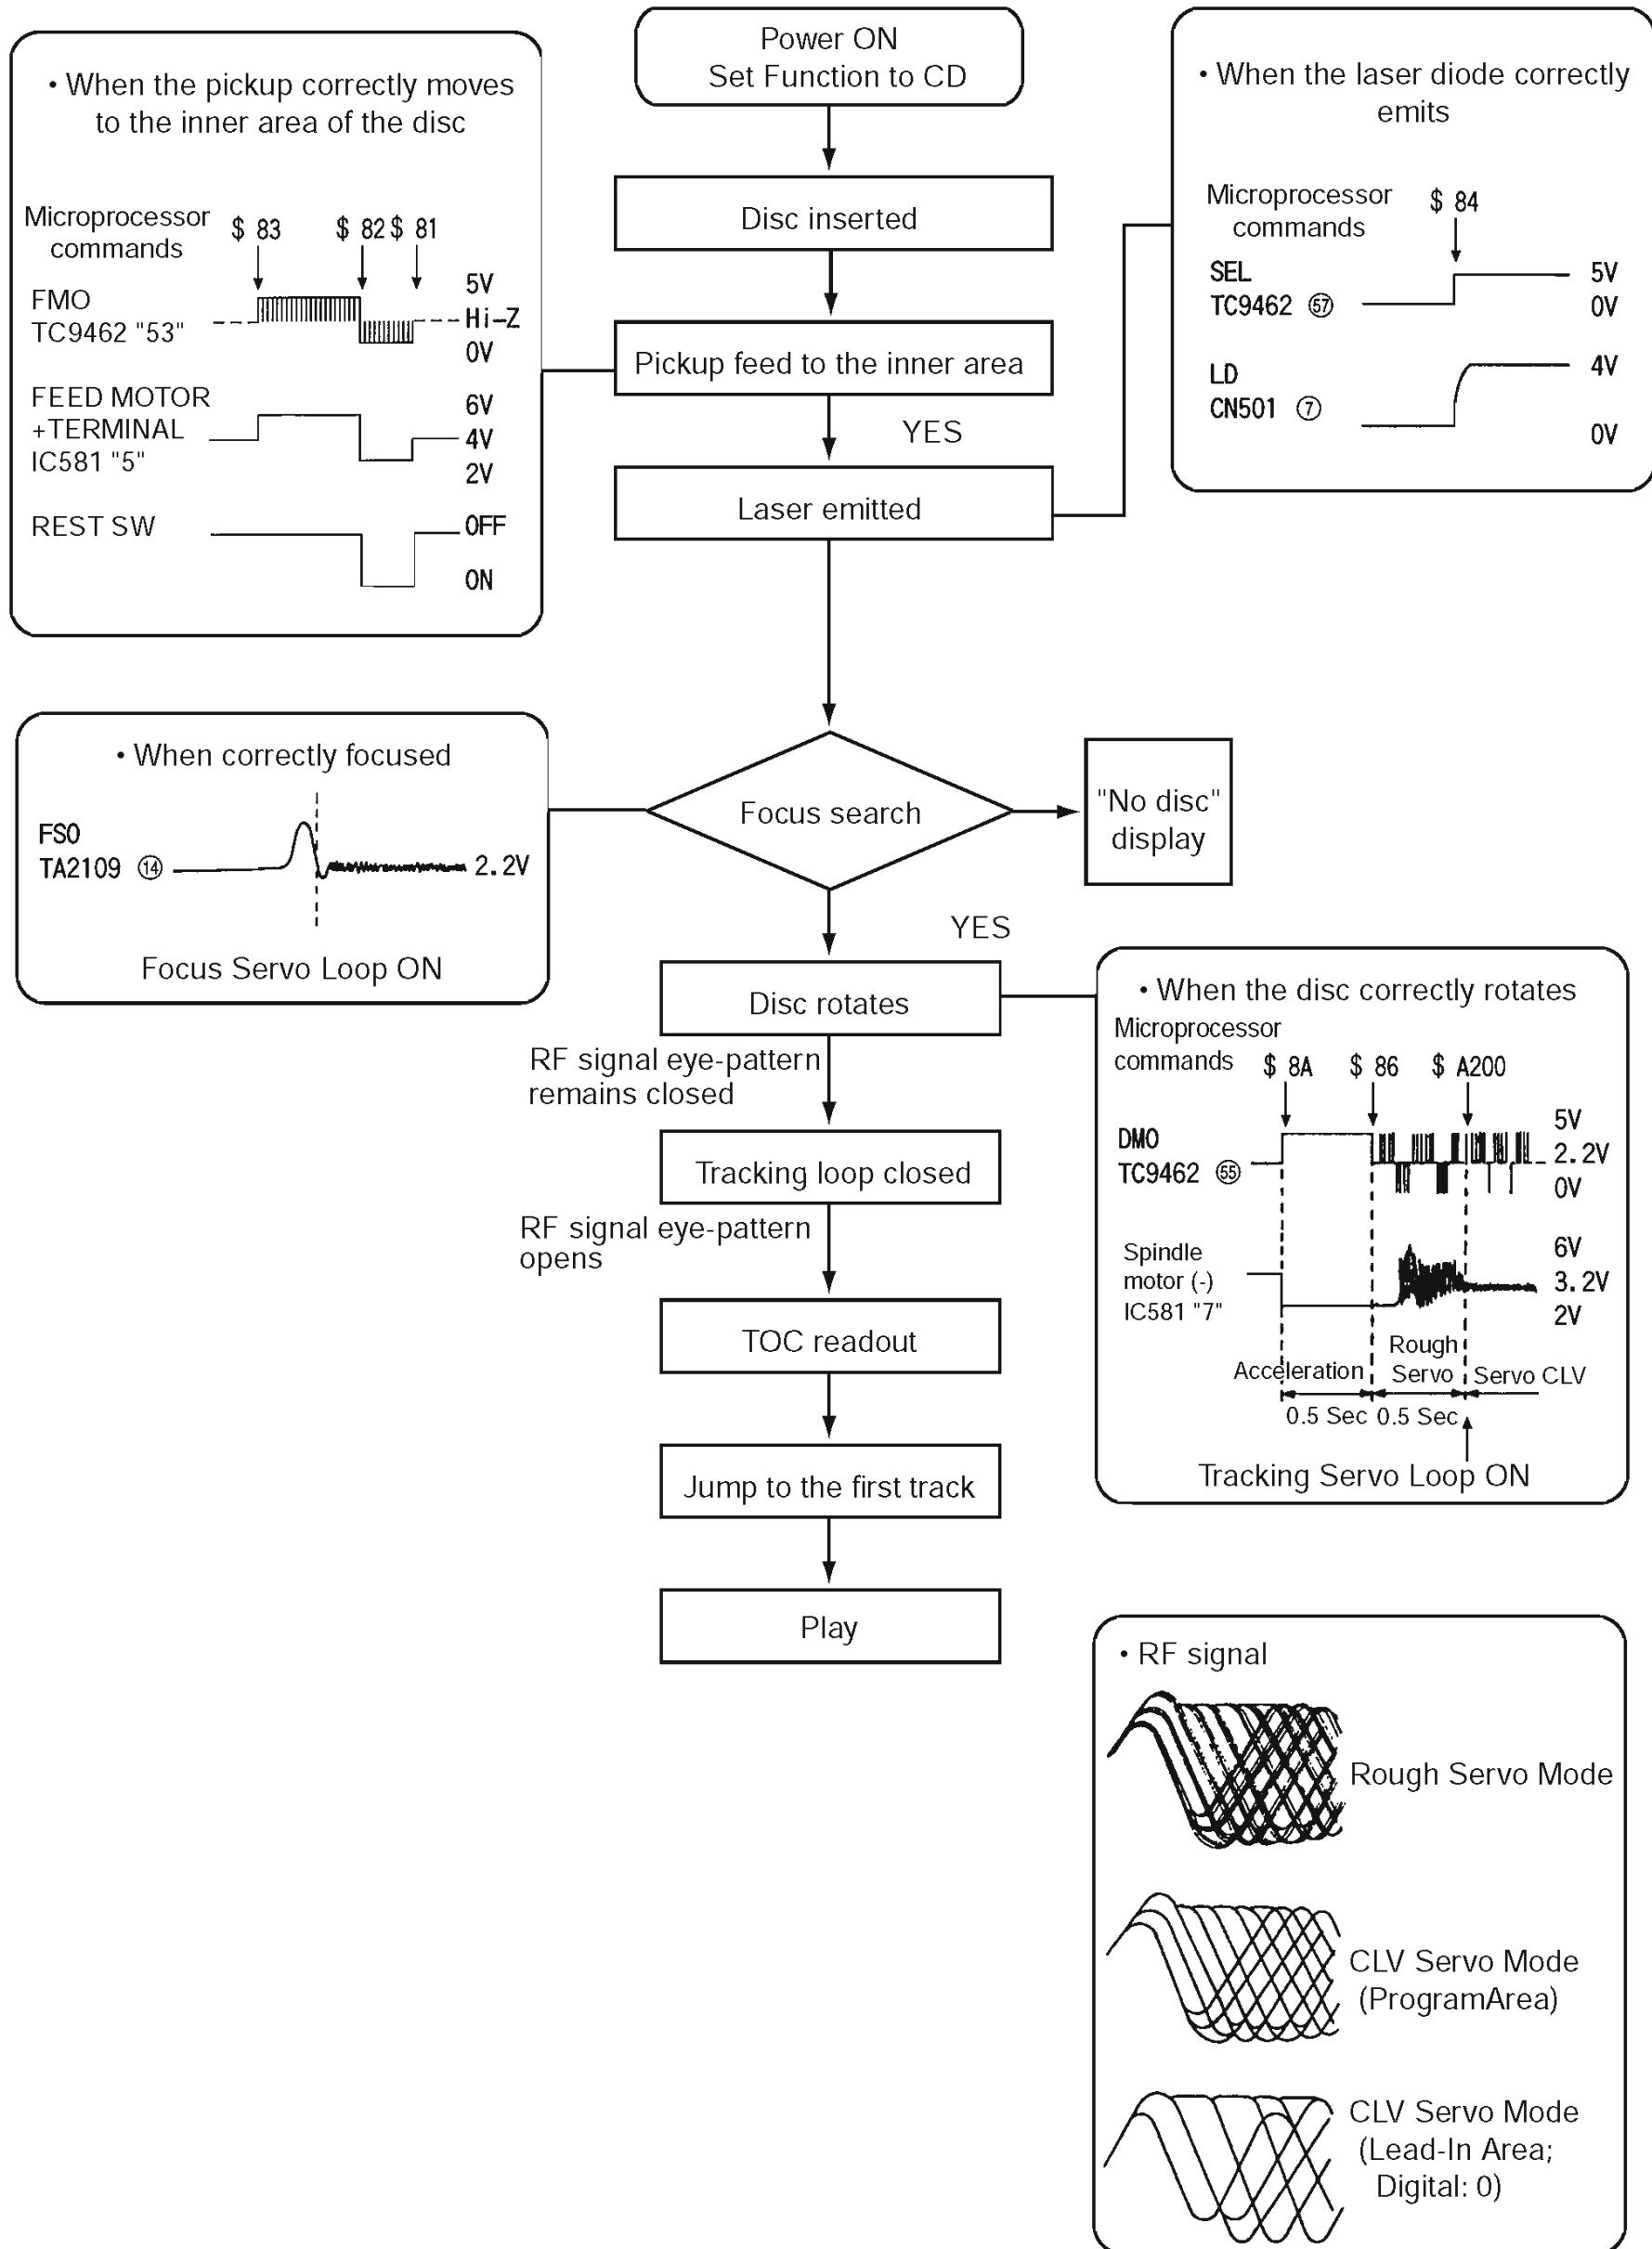 Power ON
Set Function to CD
Disc inserted
Pickup feed to the inner area
YES
Laser emitted
Focus search
"No disc"
display
YES
Disc rotates
RF signal eye-pattern
remains closed
Tracking loop closed
RF signal eye-pattern
opens
TOC readout
Jump to the first track
Play
• When the pickup correctly moves
to the inner area of the disc
Microprocessor
commands
$ 83
$ 82
$ 81
FMO
TC9462 "53"
5V
Hi-Z
0V
FEED MOTOR
+TERMINAL
IC581 "5"
6V
4V
2V
REST SW
OFF
ON
• When the laser diode correctly
emits
Microprocessor
commands
$ 84
SEL
TC9462 ㊼
5V
0V
LD
CN501 ⑦
4V
0V
• When correctly focused
FSO
TA2109 ⑭
2.2V
Focus Servo Loop ON
• When the disc correctly rotates
Microprocessor
commands
$ 8A
$ 86
$ A200
DMO
TC9462 55
5V
2.2V
0V
Spindle
motor (-)
IC581 "7"
6V
3.2V
2V
Acceleration
Rough
Servo
Servo CLV
0.5 Sec
0.5 Sec
Tracking Servo Loop ON
• RF signal
Rough Servo Mode
CLV Servo Mode
(ProgramArea)
CLV Servo Mode
(Lead-In Area;
Digital: 0)